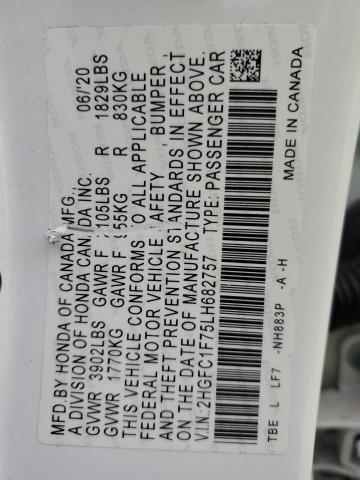 MFD.BY HONDA OF CANADA MFG.,
A DIVISION OF HONDA CANADA INC. 06/'20
GVWR 3902LBS GAWR F 2105LBS R 1829LBS
GVWR 1770KG GAWR F 955KG R 830KG
THIS VEHICLE CONFORMS TO ALL APPLICABLE
FEDERAL MOTOR VEHICLE SAFETY, BUMPER,
AND THEFT PREVENTION STANDARDS IN EFFECT
ON THE DATE OF MANUFACTURE SHOWN ABOVE.
V.I.N:2HGFC1F75LH682757 TYPE: PASSENGER CAR
TBE L LF7 -NH883P -A -H MADE IN CANADA